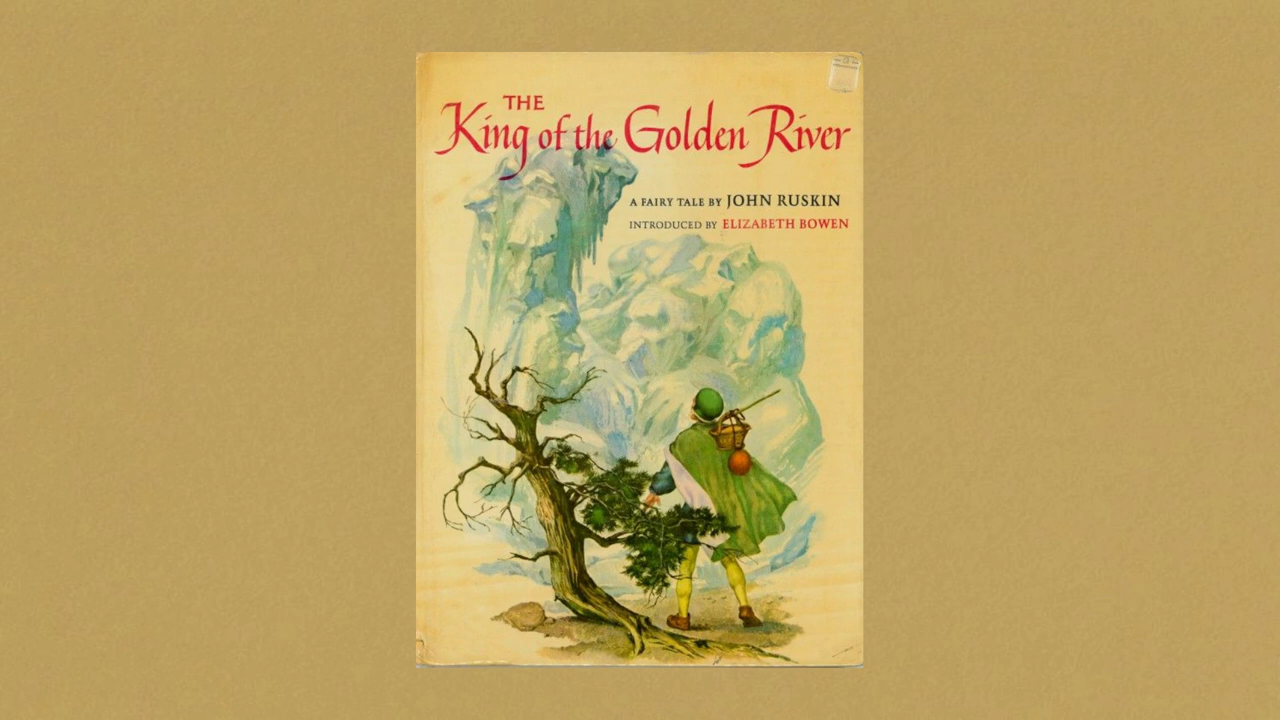 THE
King of the Golden River
A FAIRY TALE BY JOHN RUSKIN
INTRODUCED BY ELIZABETH BOWEN